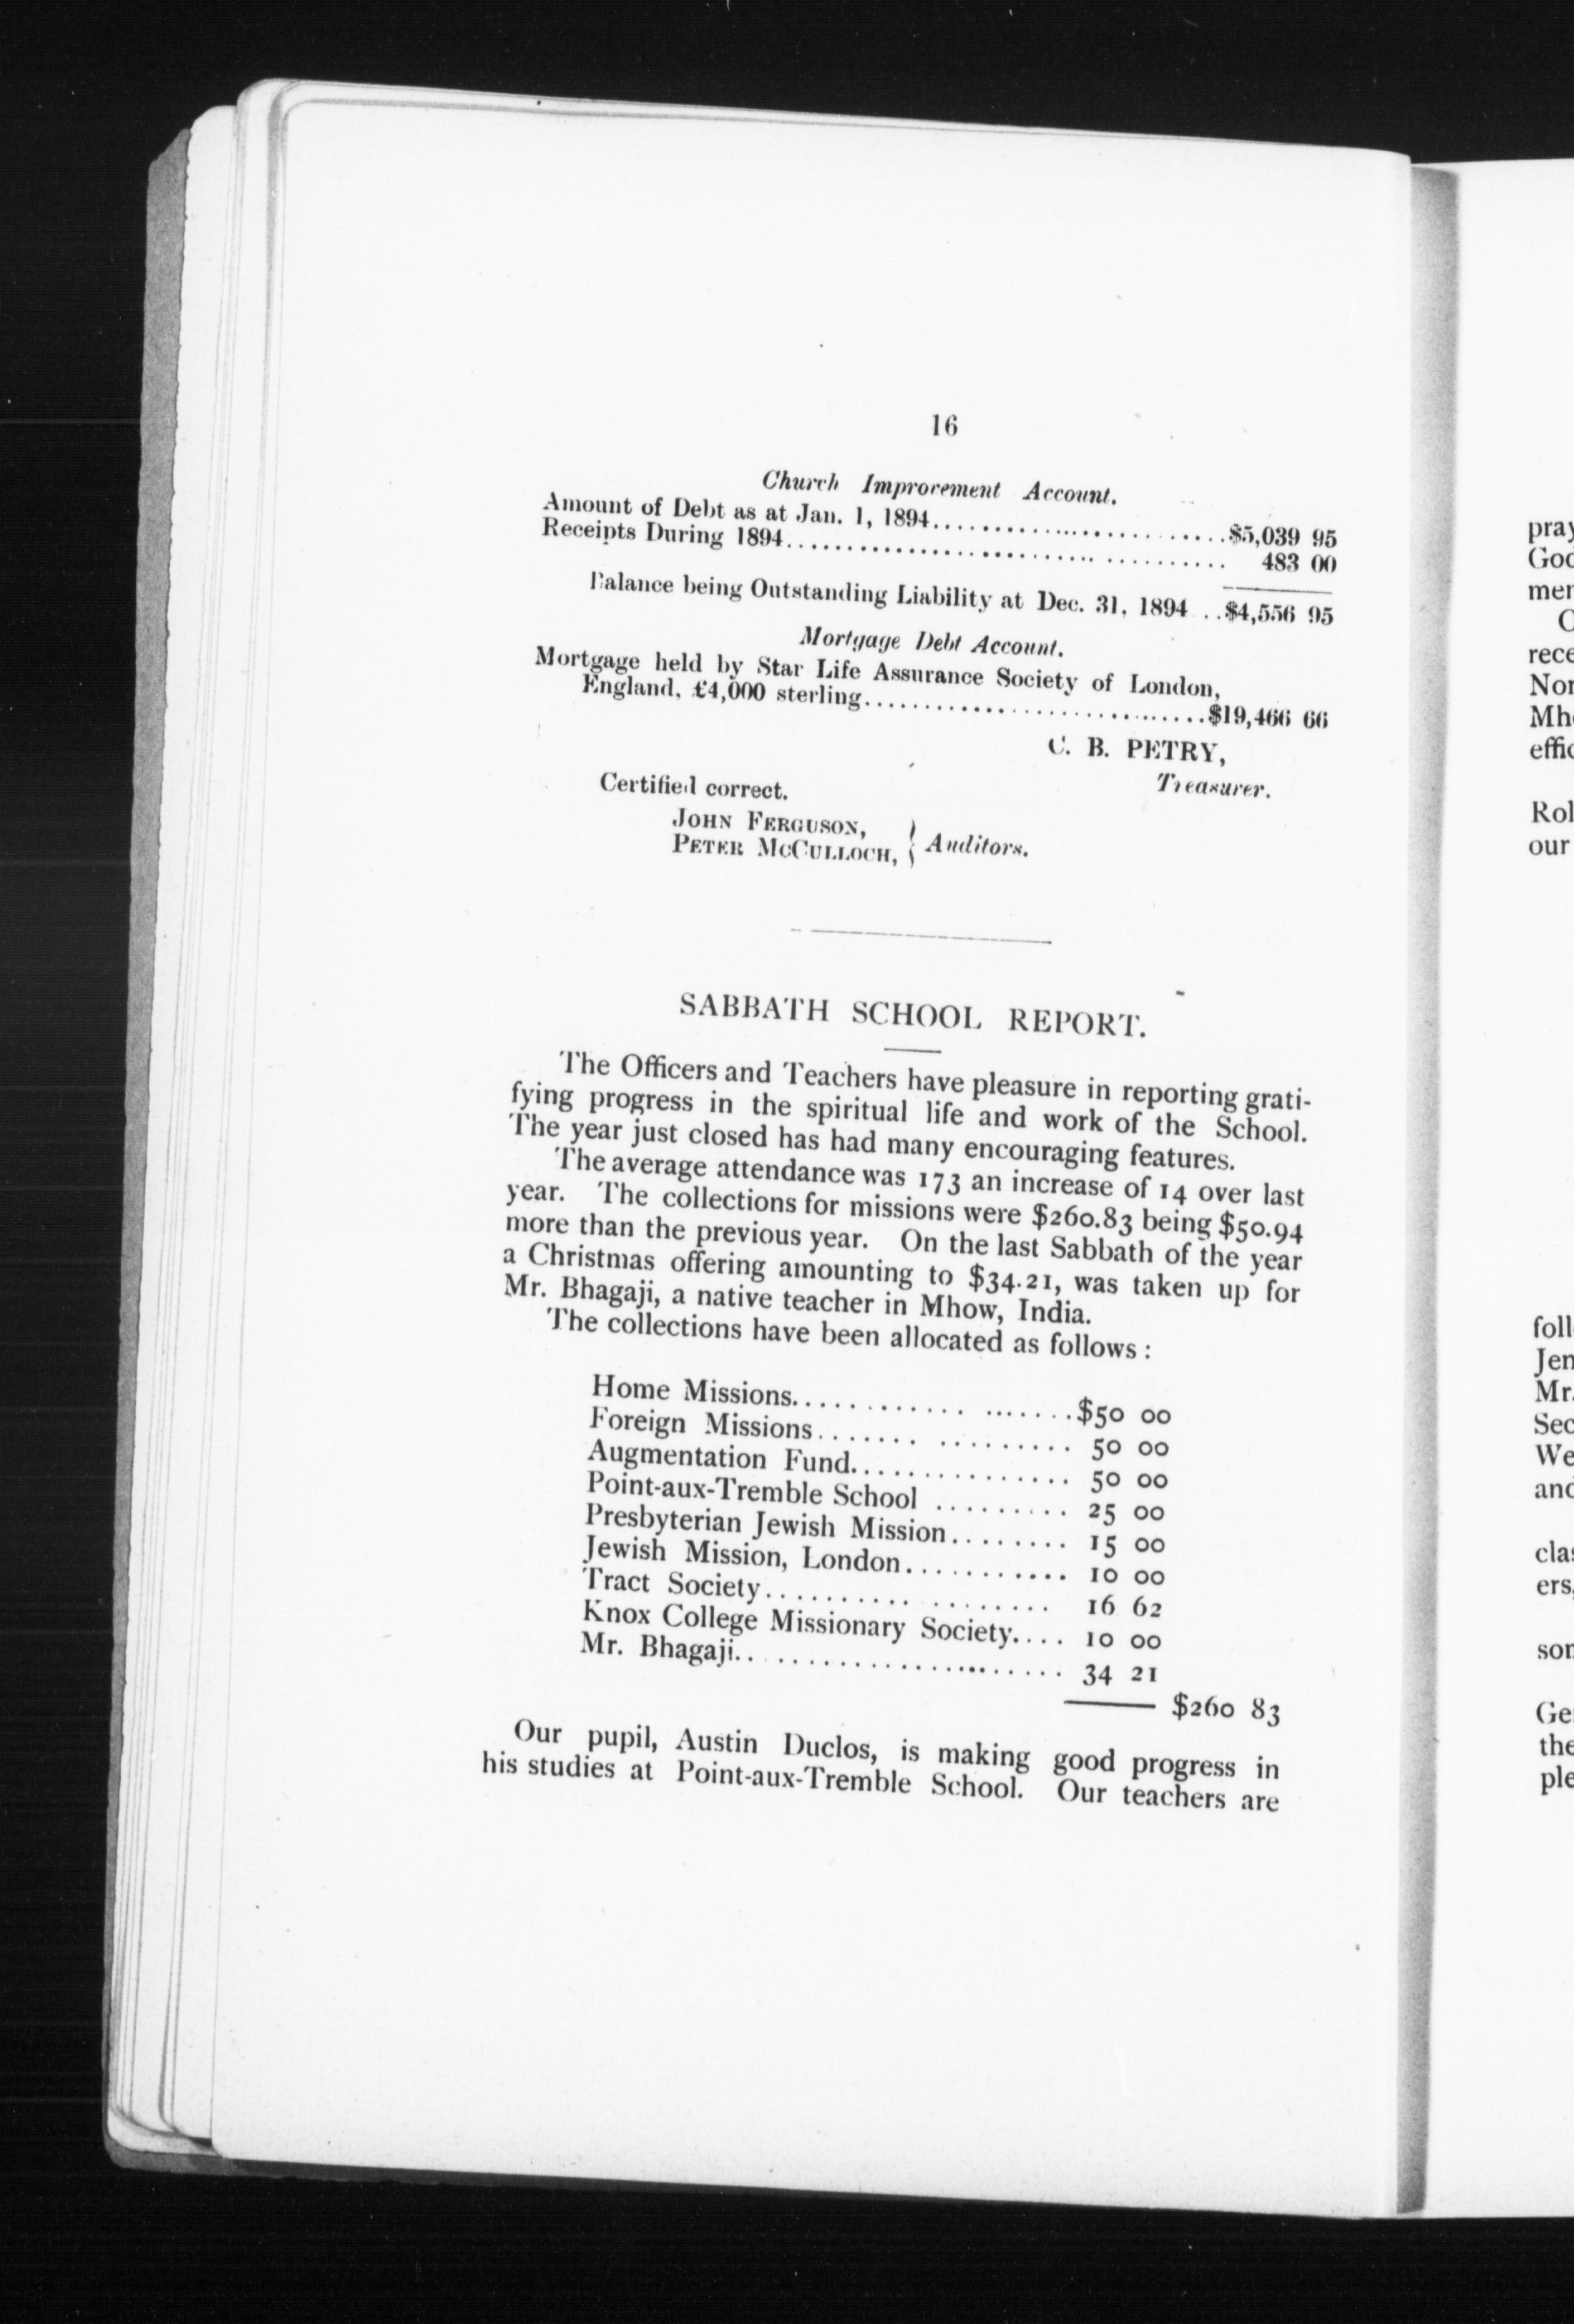 16
Church Improvement Account.
Amount of Debt as at Jan. 1, 1894.......................................$5,039 95
Receipts During 1894....................................... 483 00
Balance being Outstanding Liability at Dec. 31, 1894 ..$4,556 95
Mortgage Debt Account.
Mortgage held by Star Life Assurance Society of London,
England, £4,000 sterling.......................................$19,466 66
C. B. PETRY,
Treasurer.
Certified correct.
JOHN FERGUSON,
PETER MCCULLOCH, } Auditors.
SABBATH SCHOOL REPORT.
The Officers and Teachers have pleasure in reporting grati-
fying progress in the spiritual life and work of the School.
The year just closed has had many encouraging features.
The average attendance was 173 an increase of 14 over last
year. The collections for missions were $260.83 being $50.94
more than the previous year. On the last Sabbath of the year
a Christmas offering amounting to $34.21, was taken up for
Mr. Bhagaji, a native teacher in Mhow, India.
The collections have been allocated as follows :
Home Missions.....................$50 00
Foreign Missions................. 50 00
Augmentation Fund................ 50 00
Point-aux-Tremble School ......... 25 00
Presbyterian Jewish Mission........ 15 00
Jewish Mission, London............ 10 00
Tract Society.................... 16 62
Knox College Missionary Society.... 10 00
Mr. Bhagaji........................ 34 21
$260 83
Our pupil, Austin Duclos, is making good progress in
his studies at Point-aux-Tremble School. Our teachers are